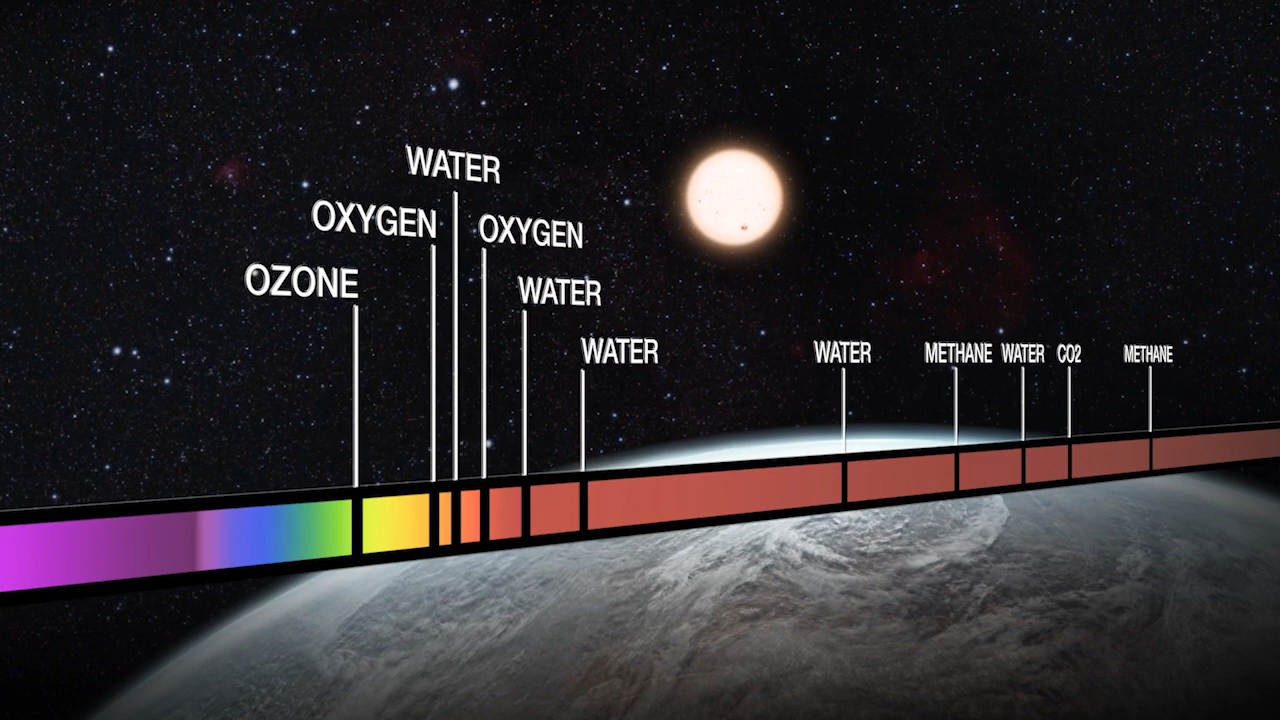 OZONE
OXYGEN
WATER
OXYGEN
WATER
WATER
WATER
METHANE
WATER
CO2
METHANE